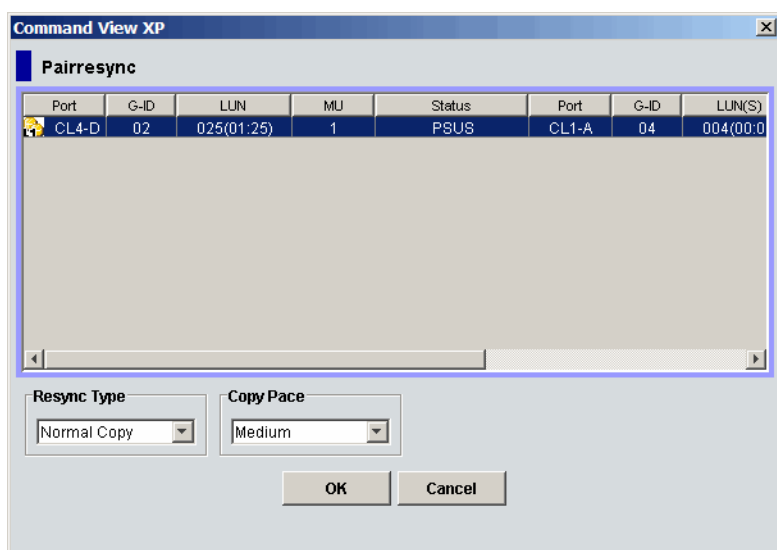 Command View XP
Pairresync
Port G-ID LUN MU Status Port G-ID LUN(S)
CL4-D 02 025(01:25) 1 PSUS CL1-A 04 004(00:0
Resync Type Copy Pace
Normal Copy Medium
OK Cancel